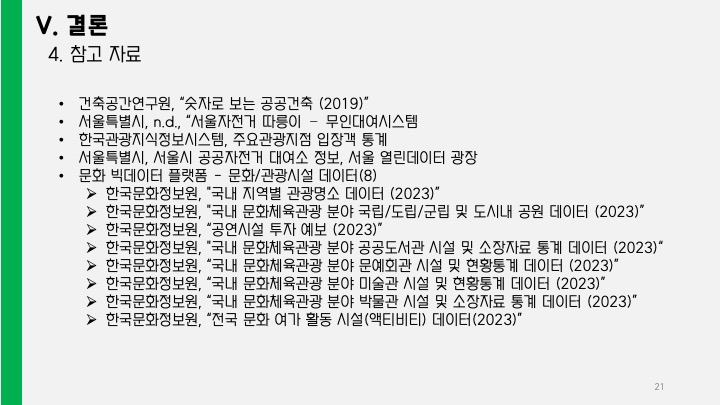 V. 결론
4. 참고 자료
• 건축공간연구원, “숫자로 보는 공공건축 (2019)”
• 서울특별시, n.d., “서울자전거 따릉이 – 무인대여시스템
• 한국관광지식정보시스템, 주요관광지점 입장객 통계
• 서울특별시, 서울시 공공자전거 대여소 정보, 서울 열린데이터 광장
• 문화 빅데이터 플랫폼 - 문화/관광시설 데이터(8)
➢ 한국문화정보원, "국내 지역별 관광명소 데이터 (2023)”
➢ 한국문화정보원, "국내 문화체육관광 분야 국립/도립/군립 및 도시내 공원 데이터 (2023)”
➢ 한국문화정보원, “공연시설 투자 예보 (2023)”
➢ 한국문화정보원, "국내 문화체육관광 분야 공공도서관 시설 및 소장자료 통계 데이터 (2023)“
➢ 한국문화정보원, “국내 문화체육관광 분야 문예회관 시설 및 현황통계 데이터 (2023)”
➢ 한국문화정보원, “국내 문화체육관광 분야 미술관 시설 및 현황통계 데이터 (2023)”
➢ 한국문화정보원, “국내 문화체육관광 분야 박물관 시설 및 소장자료 통계 데이터 (2023)”
➢ 한국문화정보원, “전국 문화 여가 활동 시설(액티비티) 데이터(2023)”
21